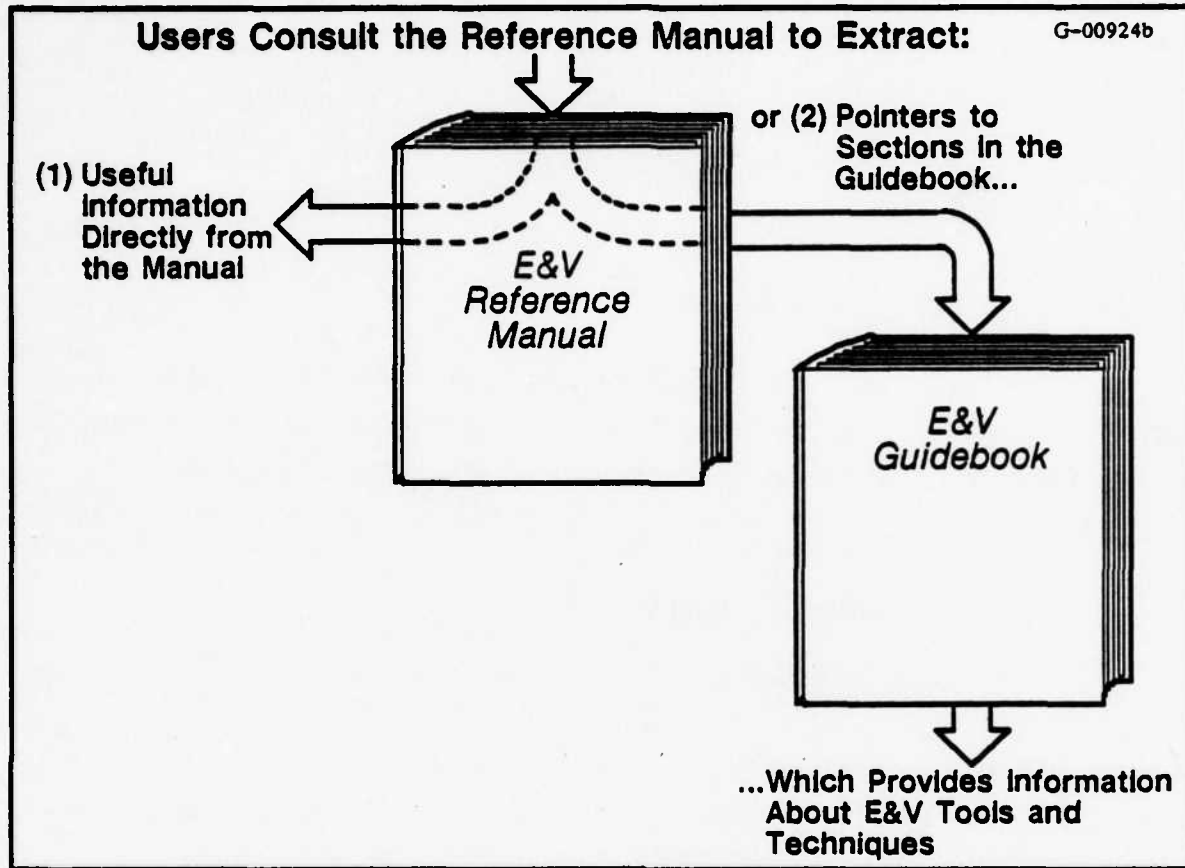 Users Consult the Reference Manual to Extract:
G-00924b
(1) Useful
Information
Directly from
the Manual
or (2) Pointers to
Sections in the
Guidebook...
E&V
Reference
Manual
E&V
Guidebook
...Which Provides Information
About E&V Tools and
Techniques